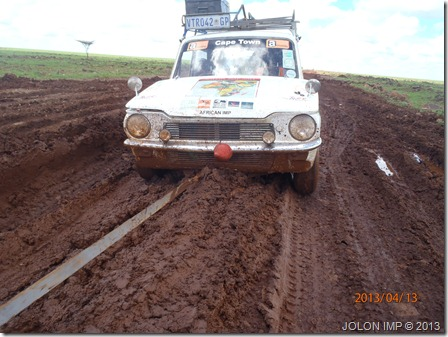 VTR042 GP
Cape Town
AFRICAN IMP
2013/04/13
JOLON IMP © 2013